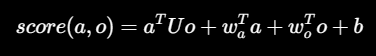 score(a, o) = a^T U o + w_a^T a + w_o^T o + b